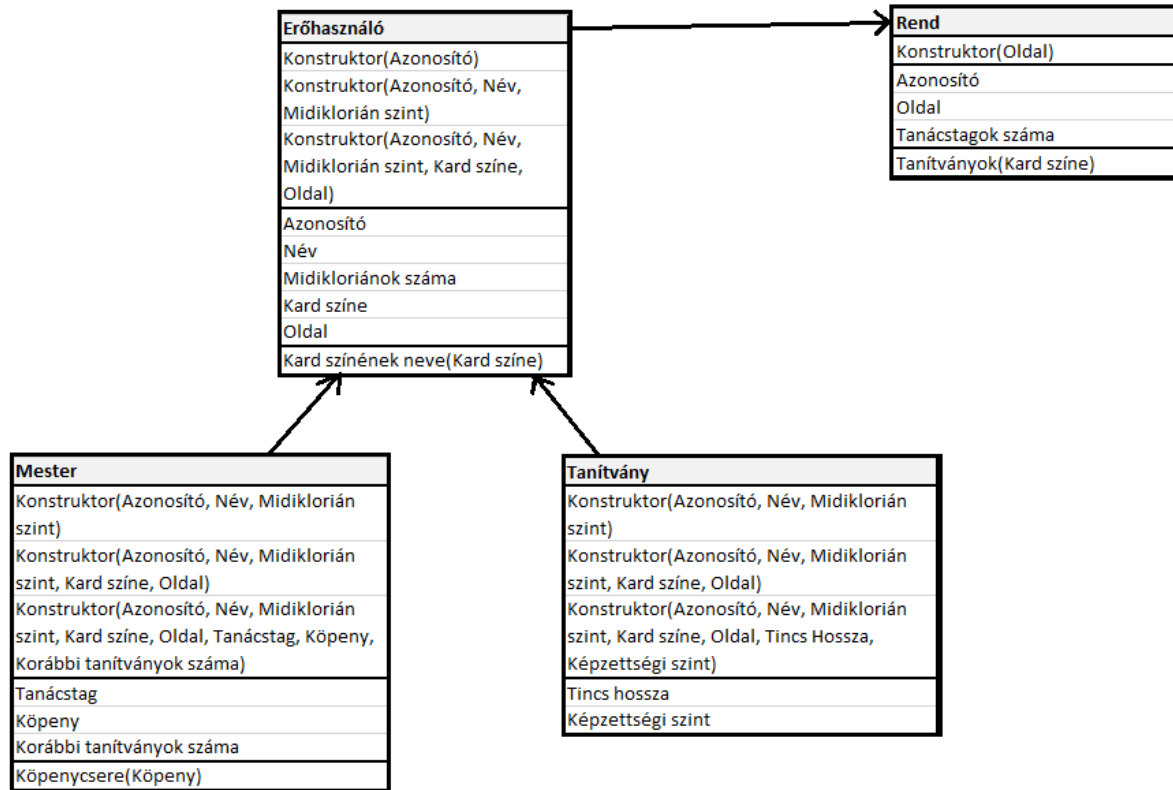 Erőhasználó
Konstruktor(Azonosító)
Konstruktor(Azonosító, Név,
Midiklorián szint)
Konstruktor(Azonosító, Név,
Midiklorián szint, Kard színe,
Oldal)
Azonosító
Név
Midikloriánok száma
Kard színe
Oldal
Kard színének neve(Kard színe)
Rend
Konstruktor(Oldal)
Azonosító
Oldal
Tanácstagok száma
Tanítványok(Kard színe)
Mester
Konstruktor(Azonosító, Név, Midiklorián
szint)
Konstruktor(Azonosító, Név, Midiklorián
szint, Kard színe, Oldal)
Konstruktor(Azonosító, Név, Midiklorián
szint, Kard színe, Oldal, Tanácstag, Köpeny,
Korábbi tanítványok száma)
Tanácstag
Köpeny
Korábbi tanítványok száma
Köpenycsere(Köpeny)
Tanítvány
Konstruktor(Azonosító, Név, Midiklorián
szint)
Konstruktor(Azonosító, Név, Midiklorián
szint, Kard színe, Oldal)
Konstruktor(Azonosító, Név, Midiklorián
szint, Kard színe, Oldal, Tincs Hossza,
Képzettségi szint)
Tincs hossza
Képzettségi szint